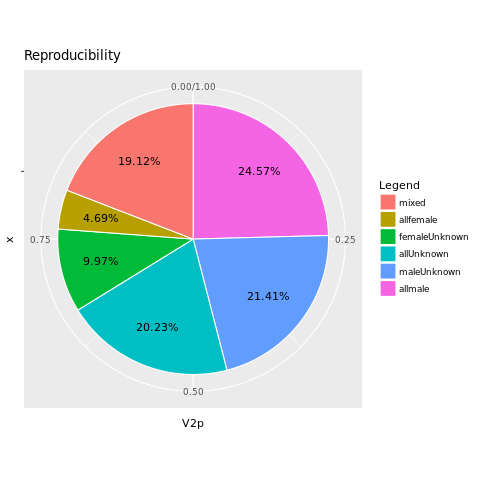 Reproducibility
0.00/1.00
19.12%
24.57%
4.69%
9.97%
20.23%
21.41%
0.75
0.25
0.50
x
V2p
Legend
mixed
allfemale
femaleUnknown
allUnknown
maleUnknown
allmale